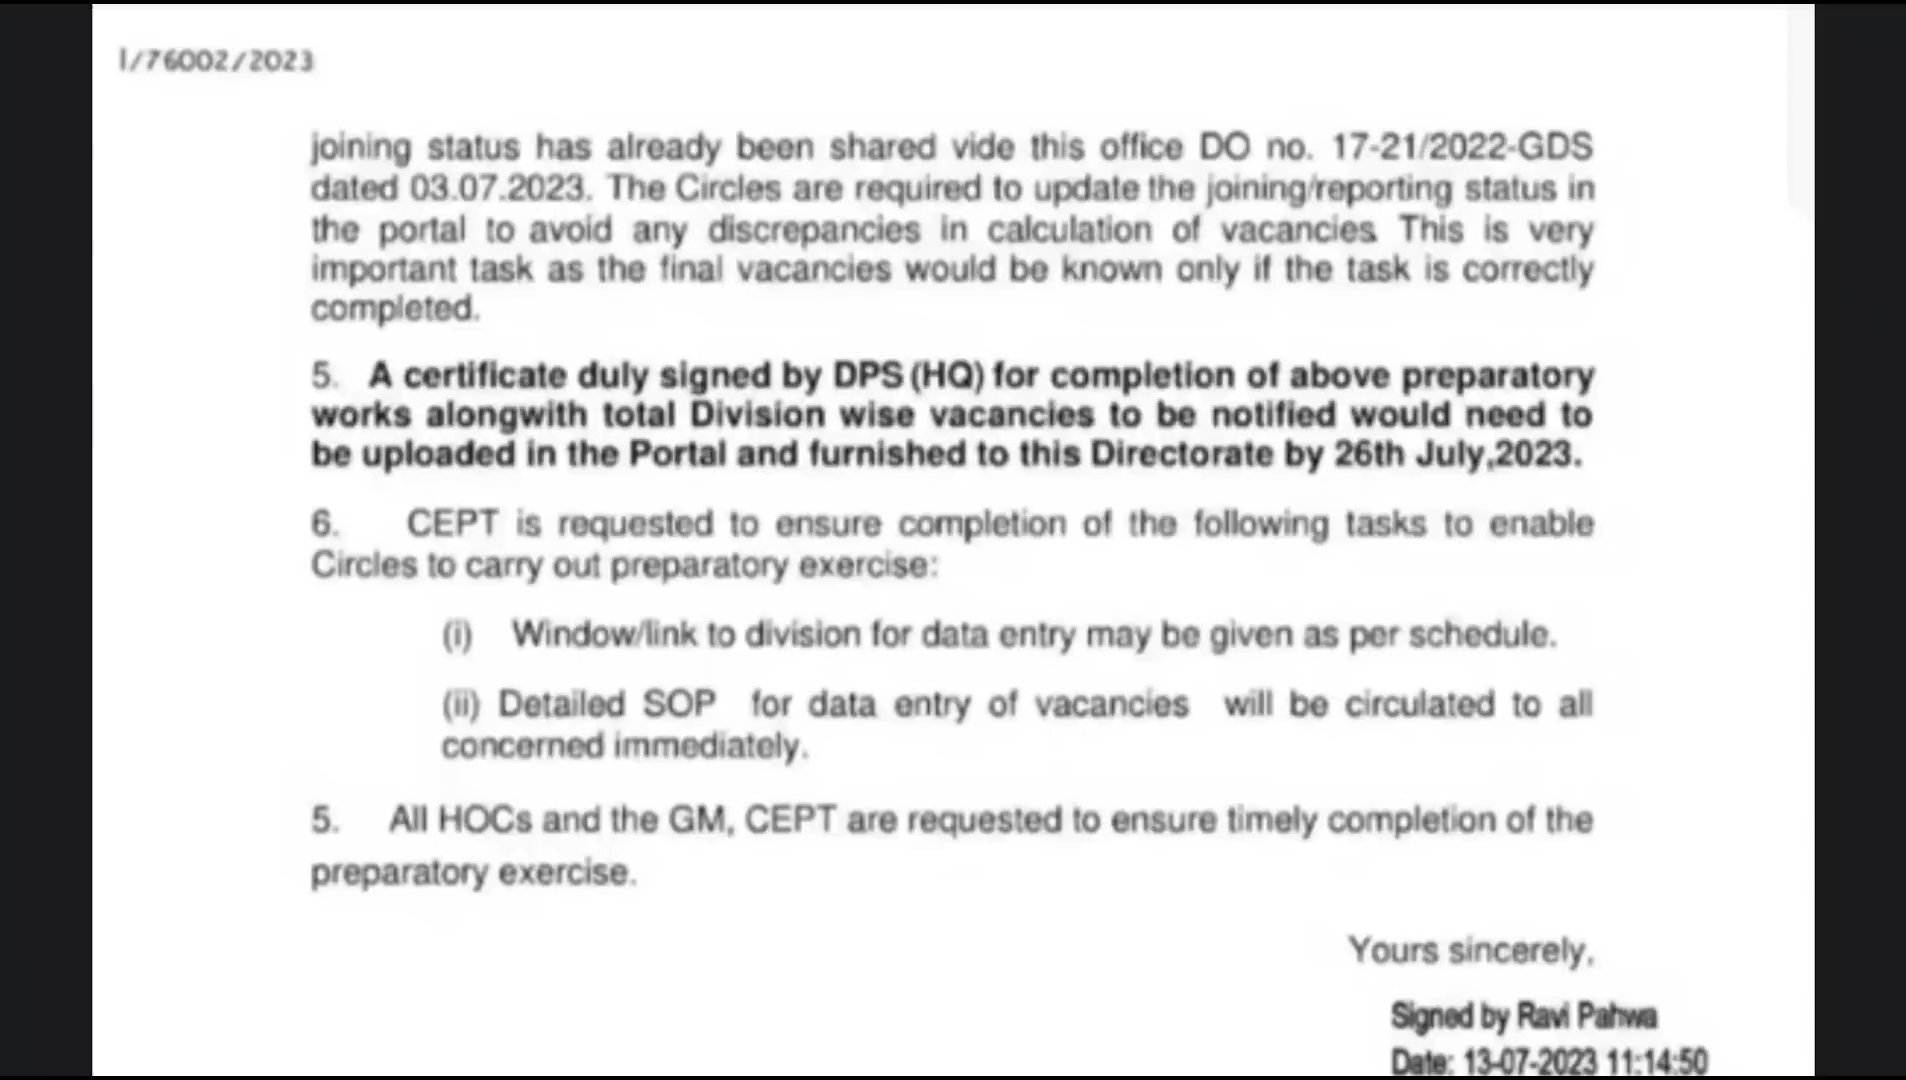 I/76002/2023
joining status has already been shared vide this office DO no. 17-21/2022-GDS
dated 03.07.2023. The Circles are required to update the joining/reporting status in
the portal to avoid any discrepancies in calculation of vacancies. This is very
important task as the final vacancies would be known only if the task is correctly
completed.
5. A certificate duly signed by DPS (HQ) for completion of above preparatory
works alongwith total Division wise vacancies to be notified would need to
be uploaded in the Portal and furnished to this Directorate by 26th July,2023.
6. CEPT is requested to ensure completion of the following tasks to enable
Circles to carry out preparatory exercise:
(i) Window/link to division for data entry may be given as per schedule.
(ii) Detailed SOP for data entry of vacancies will be circulated to all
concerned immediately.
5. All HOCs and the GM, CEPT are requested to ensure timely completion of the
preparatory exercise.
Yours sincerely,
Signed by Ravi Pahwa
Date: 13-07-2023 11:14:50